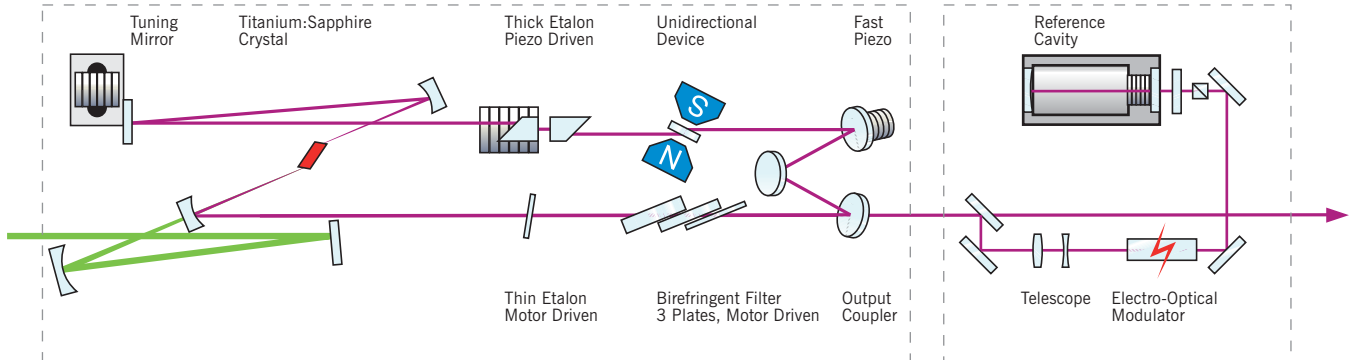 Tuning
Mirror
Titanium:Sapphire
Crystal
Thick Etalon
Piezo Driven
Unidirectional
Device
Fast
Piezo
Reference
Cavity
S
N
Thin Etalon
Motor Driven
Birefringent Filter
3 Plates, Motor Driven
Output
Coupler
Telescope
Electro-Optical
Modulator